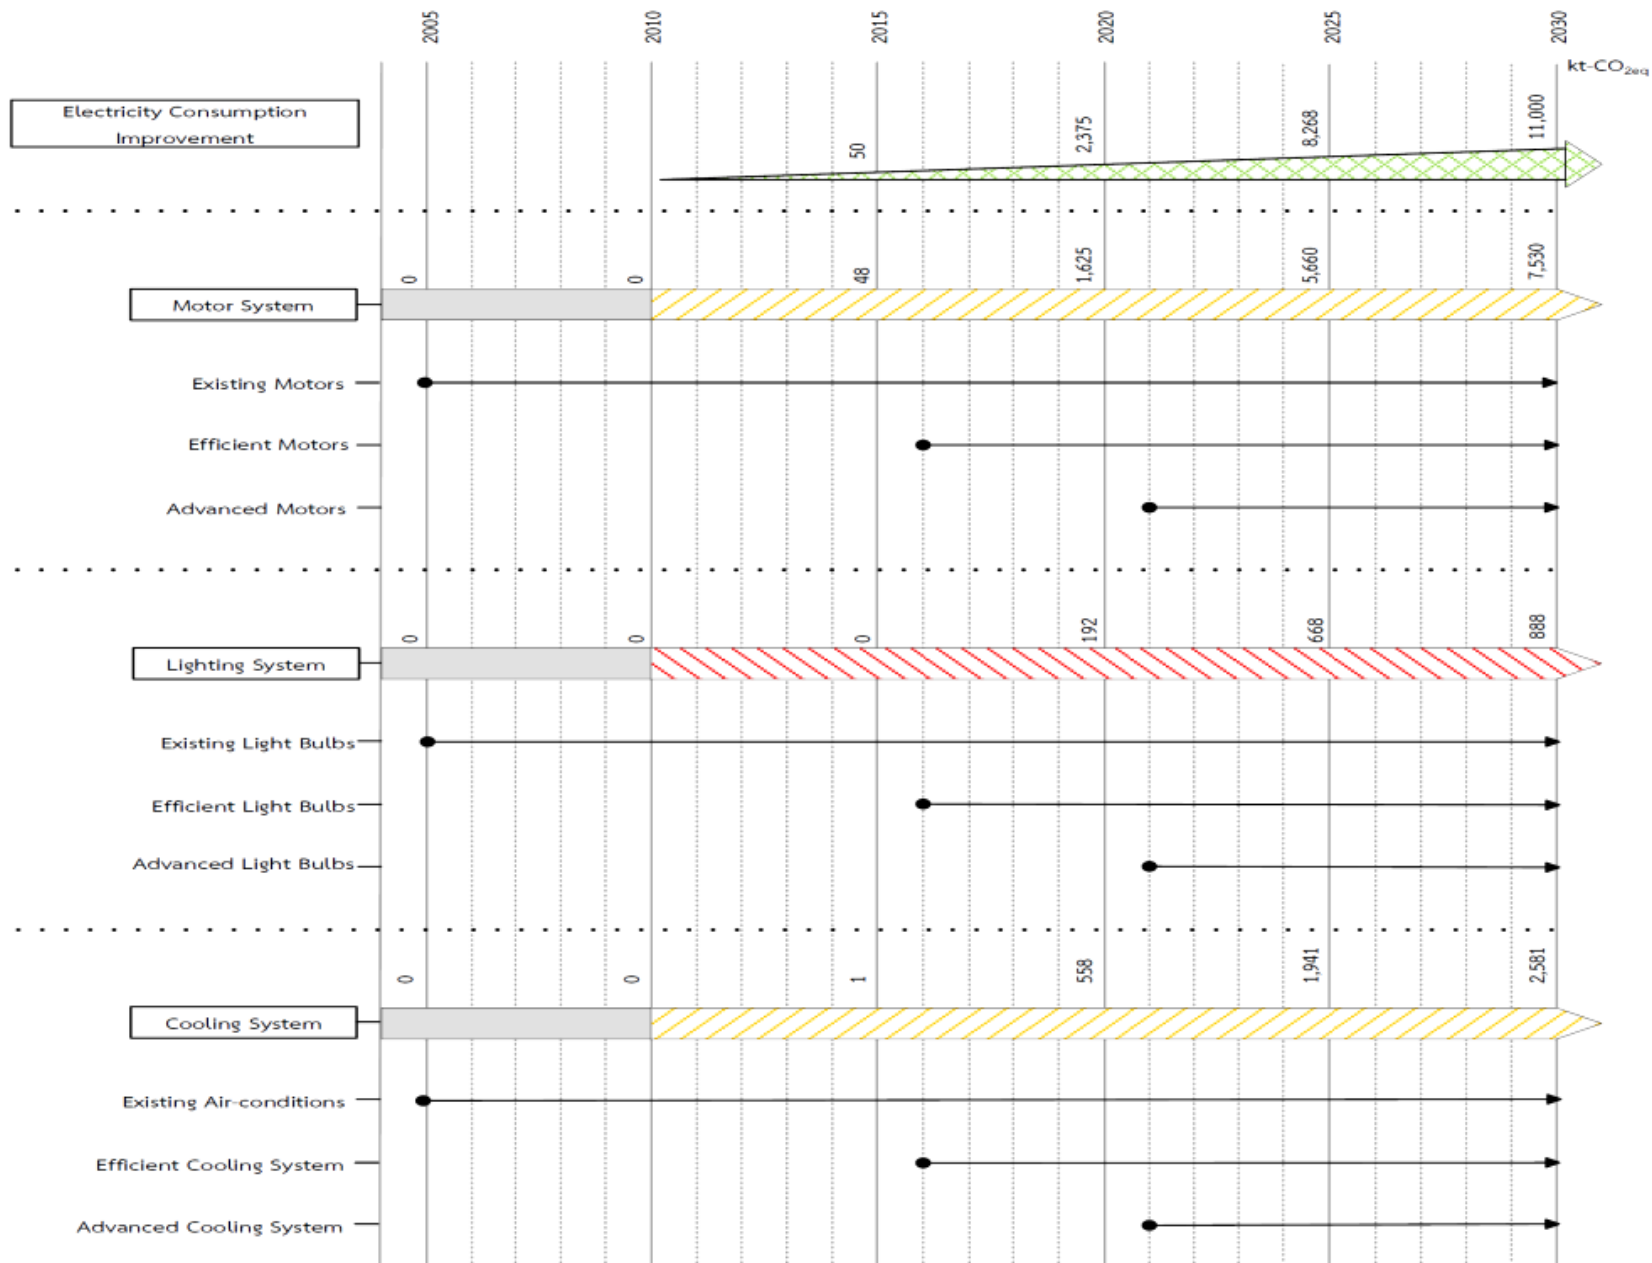 2005 2010 2015 2020 2025 2030
kt-CO2eq
Electricity Consumption
Improvement
50 2,375 8,268 11,000
0 0 48 1,625 5,660 7,530
Motor System
Existing Motors
Efficient Motors
Advanced Motors
0 0 0 192 668 888
Lighting System
Existing Light Bulbs
Efficient Light Bulbs
Advanced Light Bulbs
0 0 1 558 1,941 2,581
Cooling System
Existing Air-conditions
Efficient Cooling System
Advanced Cooling System